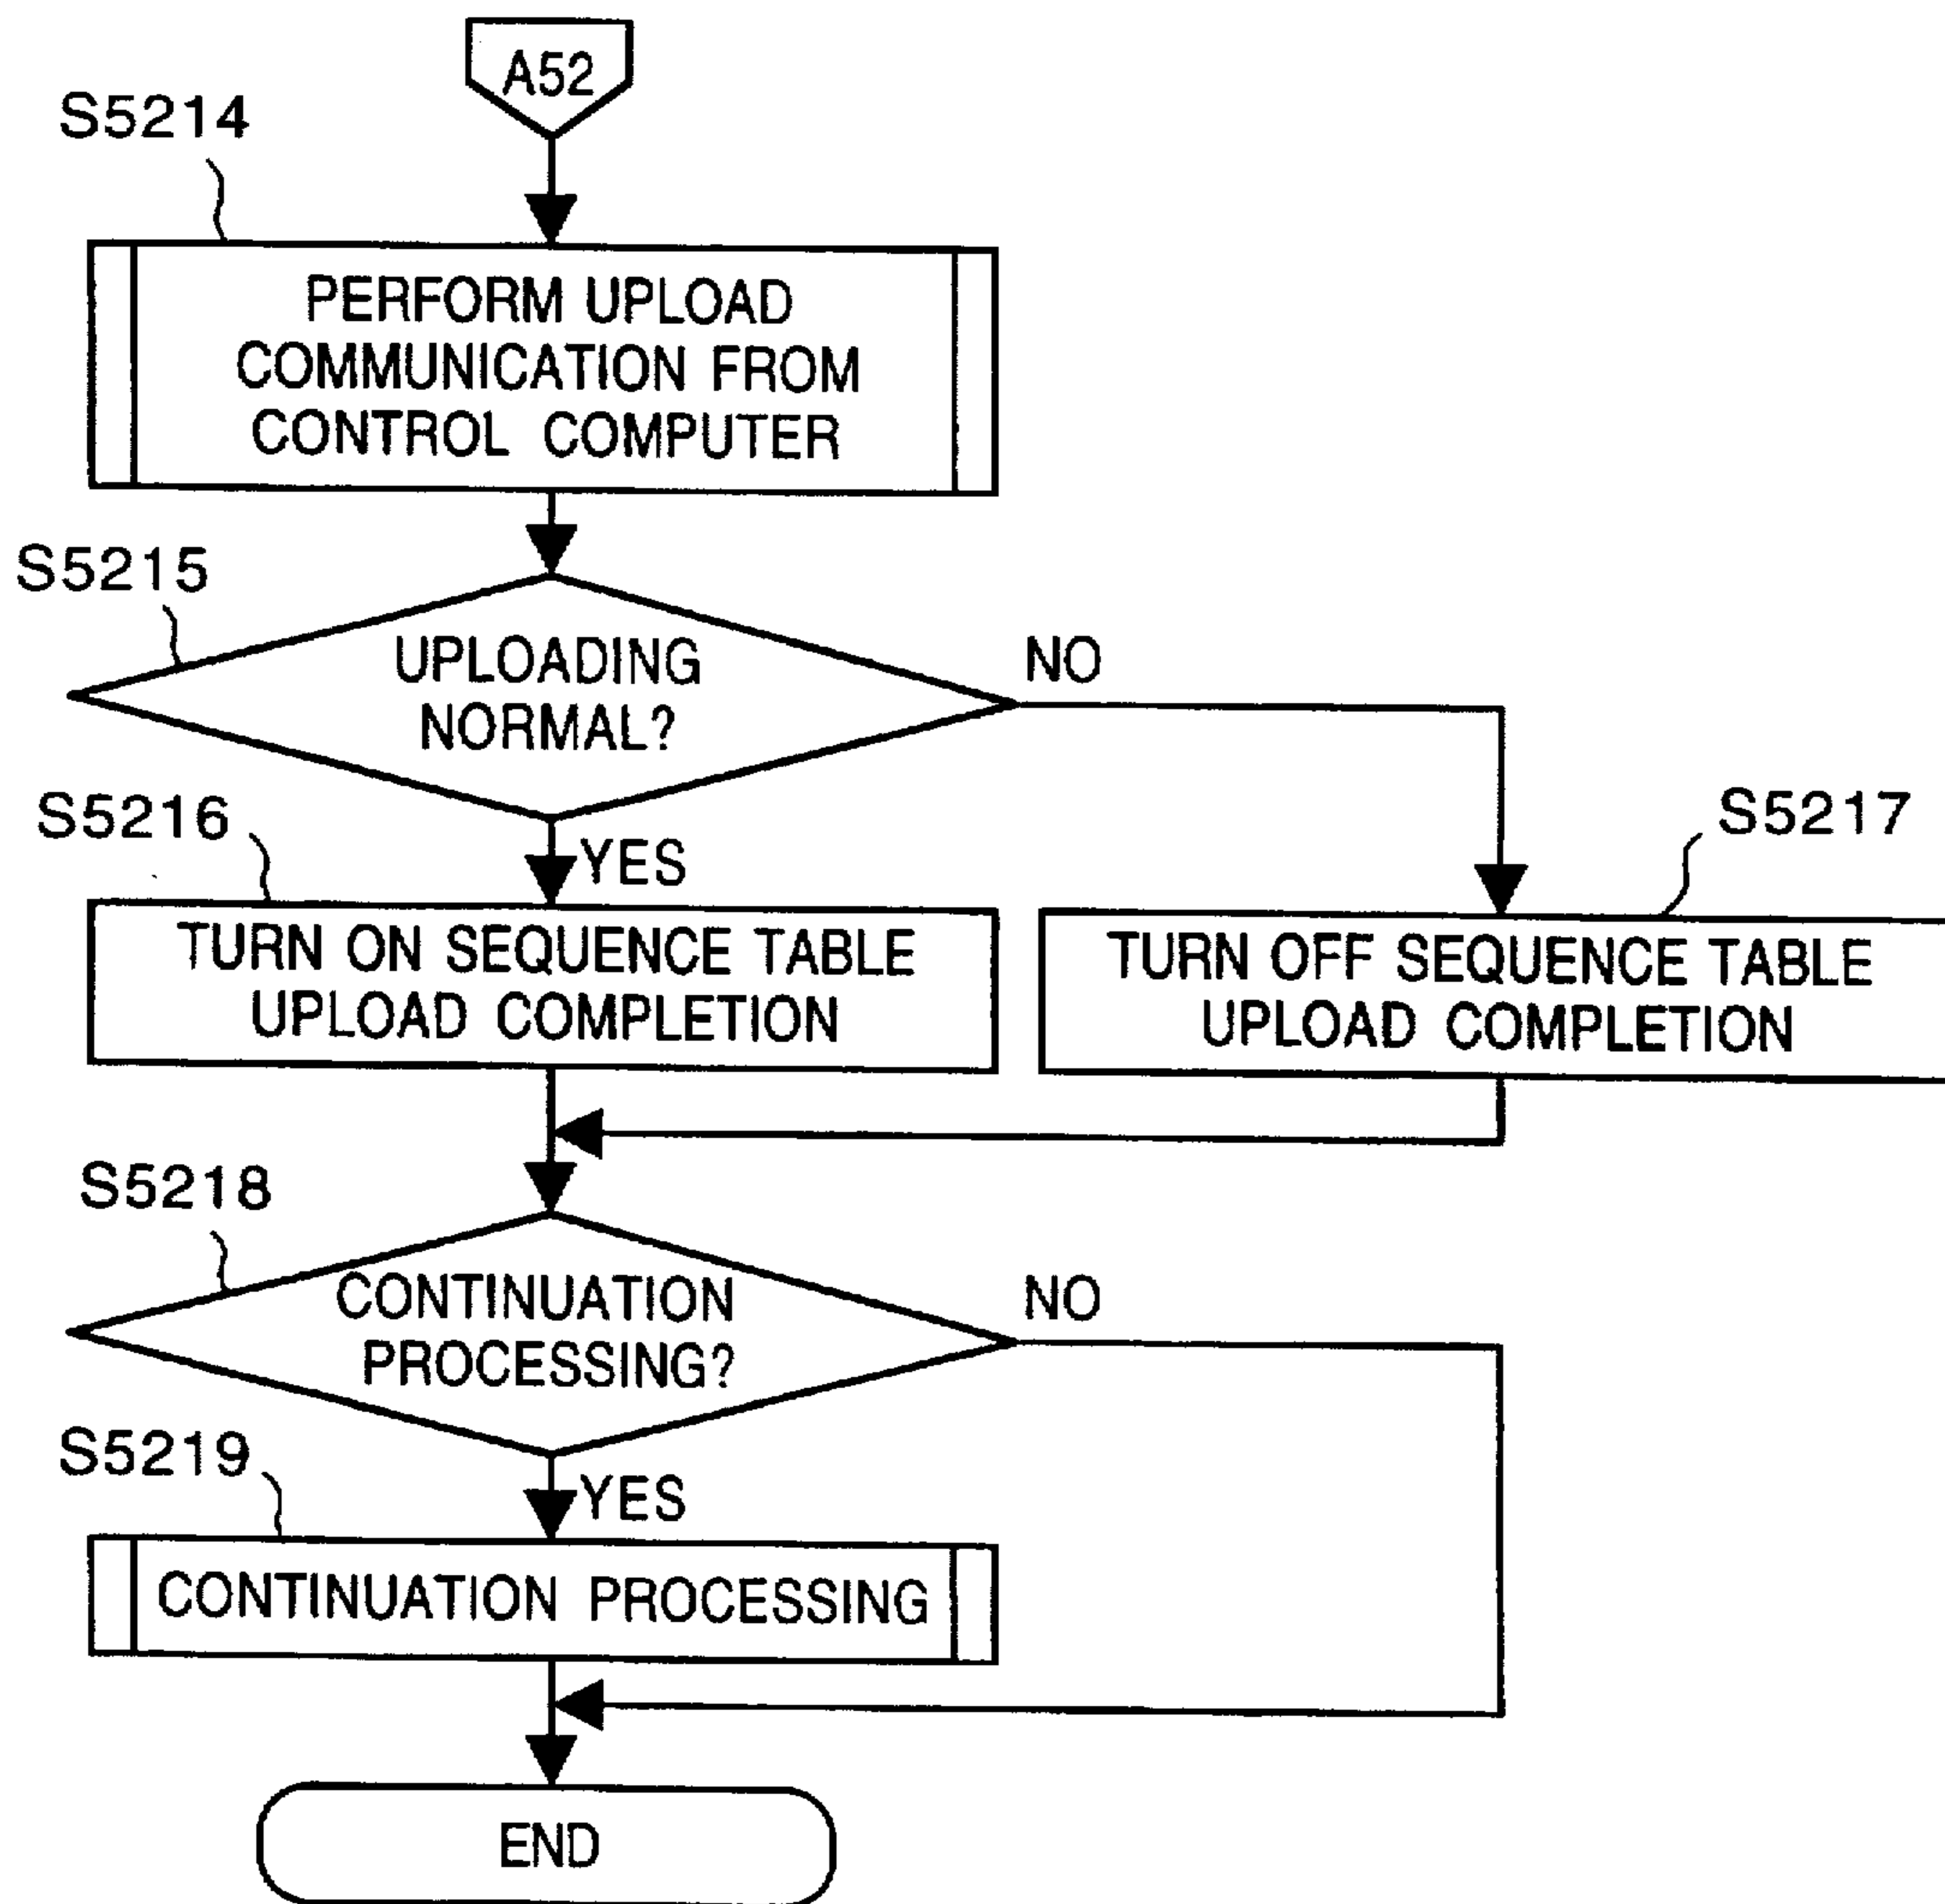 A52
S5214
PERFORM UPLOAD
COMMUNICATION FROM
CONTROL COMPUTER
S5215
UPLOADING
NORMAL?
NO
S5216
YES
S5217
TURN ON SEQUENCE TABLE
UPLOAD COMPLETION
TURN OFF SEQUENCE TABLE
UPLOAD COMPLETION
S5218
CONTINUATION
PROCESSING?
NO
S5219
YES
CONTINUATION PROCESSING
END